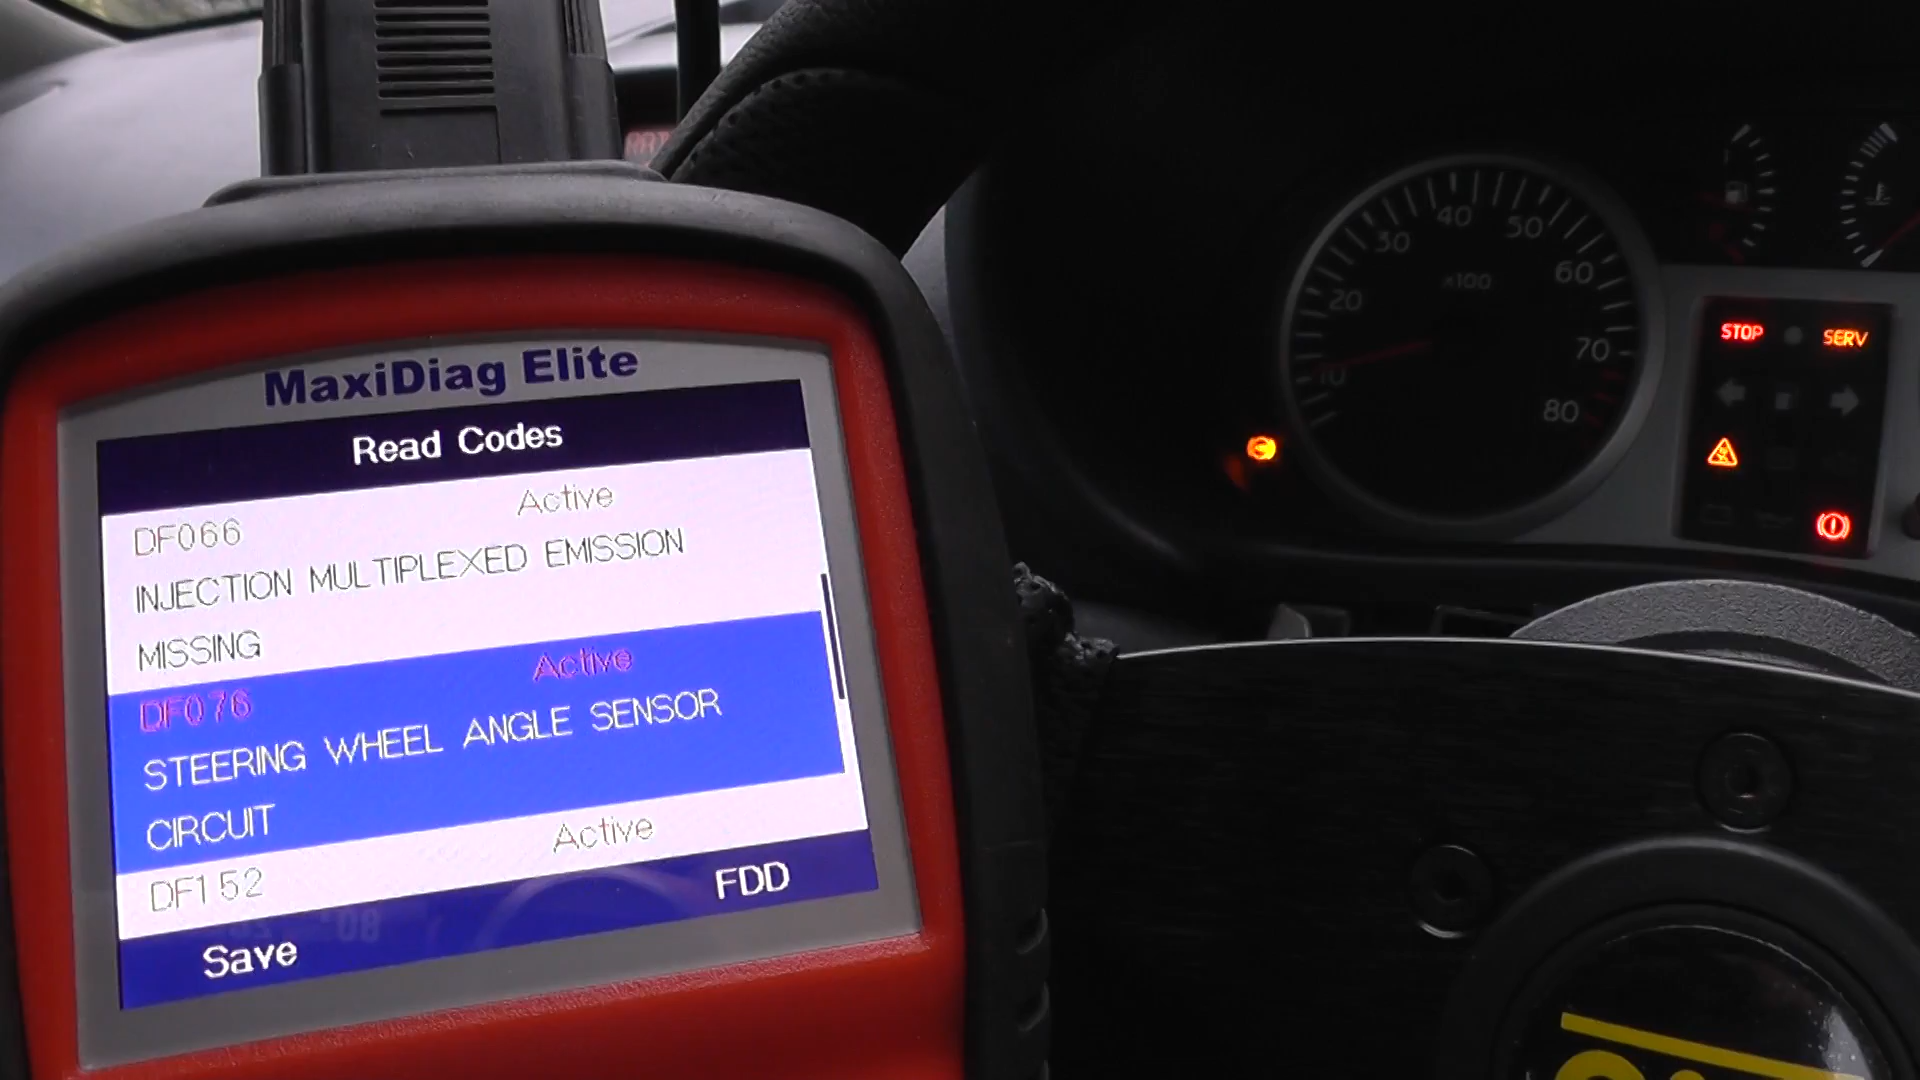 MaxiDiag Elite
Read Codes
Active
DF066
INJECTION MULTIPLEXED EMISSION
MISSING
Active
DF076
STEERING WHEEL ANGLE SENSOR
CIRCUIT
Active
DF152
FDD
Save
10
20
30
40
50
60
70
80
x100
STOP
SERV